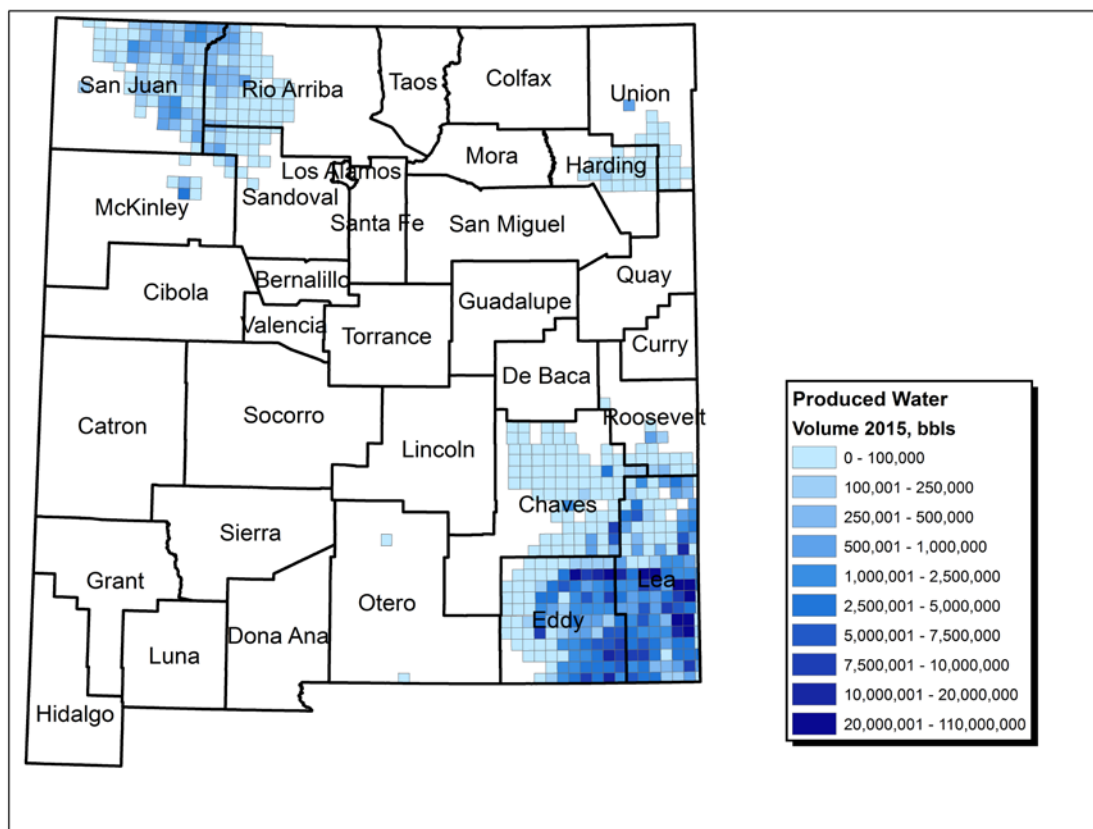 Taos
Colfax
San Juan
Rio Arriba
Union
Mora
Harding
Los Alamos
Sandoval
McKinley
Santa Fe
San Miguel
Quay
Bernalillo
Cibola
Guadalupe
Valencia
Torrance
Curry
De Baca
Socorro
Roosevelt
Catron
Lincoln
Chaves
Sierra
Grant
Lea
Otero
Eddy
Dona Ana
Luna
Hidalgo
Produced Water
Volume 2015, bbls
0 - 100,000
100,001 - 250,000
250,001 - 500,000
500,001 - 1,000,000
1,000,001 - 2,500,000
2,500,001 - 5,000,000
5,000,001 - 7,500,000
7,500,001 - 10,000,000
10,000,001 - 20,000,000
20,000,001 - 110,000,000